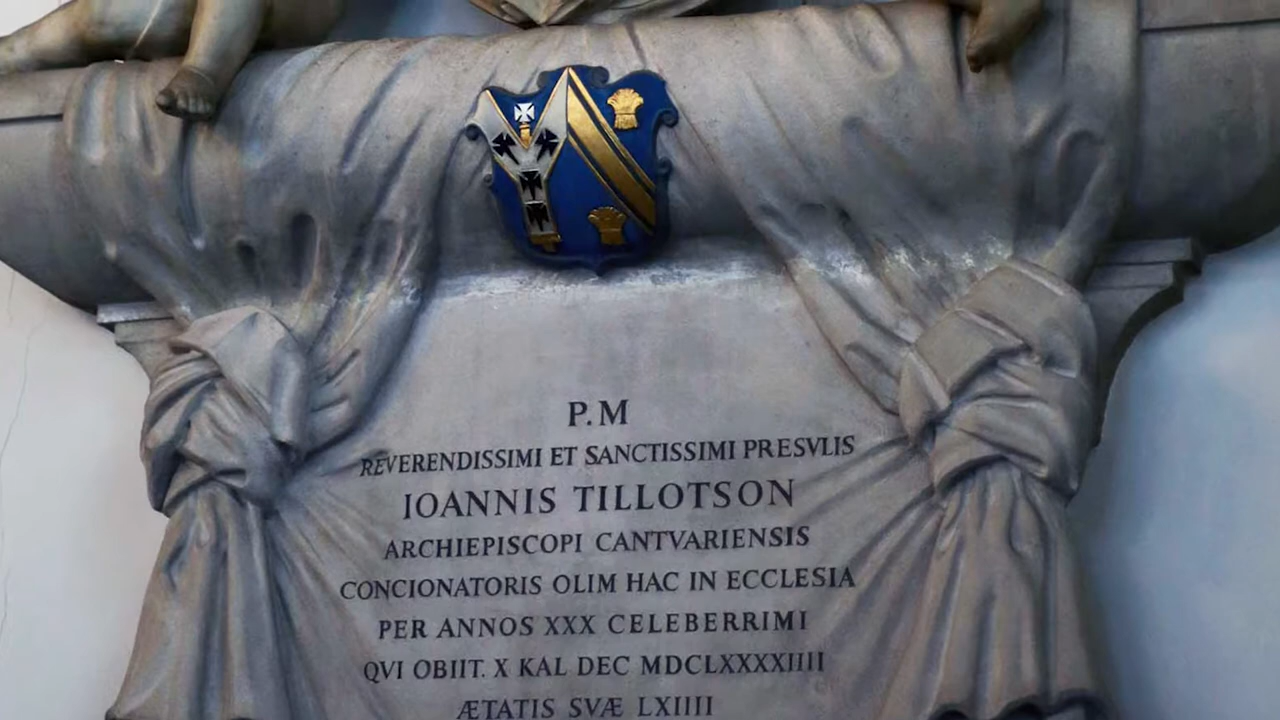 P.M
REVERENDISSIMI ET SANCTISSIMI PRESVLIS
IOANNIS TILLOTSON
ARCHIEPISCOPI CANTVARIENSIS
CONCIONATORIS OLIM HAC IN ECCLESIA
PER ANNOS XXX CELEBERRIMI
QVI OBIIT. X KAL DEC MDCLXXXXIIII
ÆTATIS SVÆ LXIIII